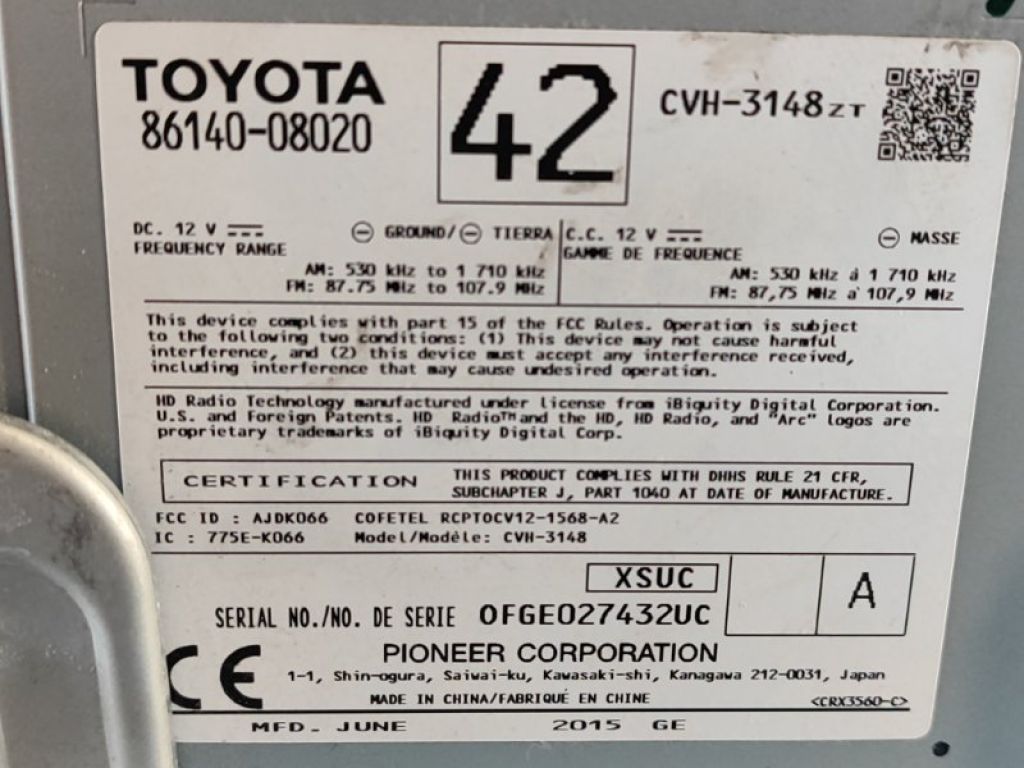 TOYOTA
86140-08020
42
CVH-3148ZT
DC. 12 V ⊖ GROUND/⊖ TIERRA
FREQUENCY RANGE
AM: 530 kHz to 1 710 kHz
FM: 87.75 MHz to 107.9 MHz
C.C. 12 V ⊖ MASSE
GAMME DE FREQUENCE
AM: 530 kHz à 1 710 kHz
FM: 87,75 MHz à 107,9 MHz
This device complies with part 15 of the FCC Rules. Operation is subject
to the following two conditions: (1) This device may not cause harmful
interference, and (2) this device must accept any interference received,
including interference that may cause undesired operation.
HD Radio Technology manufactured under license from iBiquity Digital Corporation.
U.S. and Foreign Patents. HD Radio™ and the HD, HD Radio, and "Arc" logos are
proprietary trademarks of iBiquity Digital Corp.
CERTIFICATION
THIS PRODUCT COMPLIES WITH DHHS RULE 21 CFR,
SUBCHAPTER J, PART 1040 AT DATE OF MANUFACTURE.
FCC ID : AJDK066 COFETEL RCPTOCV12-1568-A2
IC : 775E-K066 Model/Modèle: CVH-3148
XSUC
A
SERIAL NO./NO. DE SERIE OFGE027432UC
CE
PIONEER CORPORATION
1-1, Shin-ogura, Saiwai-ku, Kawasaki-shi, Kanagawa 212-0031, Japan
MADE IN CHINA/FABRIQUÉ EN CHINE <CRX3560-C>
MFD. JUNE 2015 GE